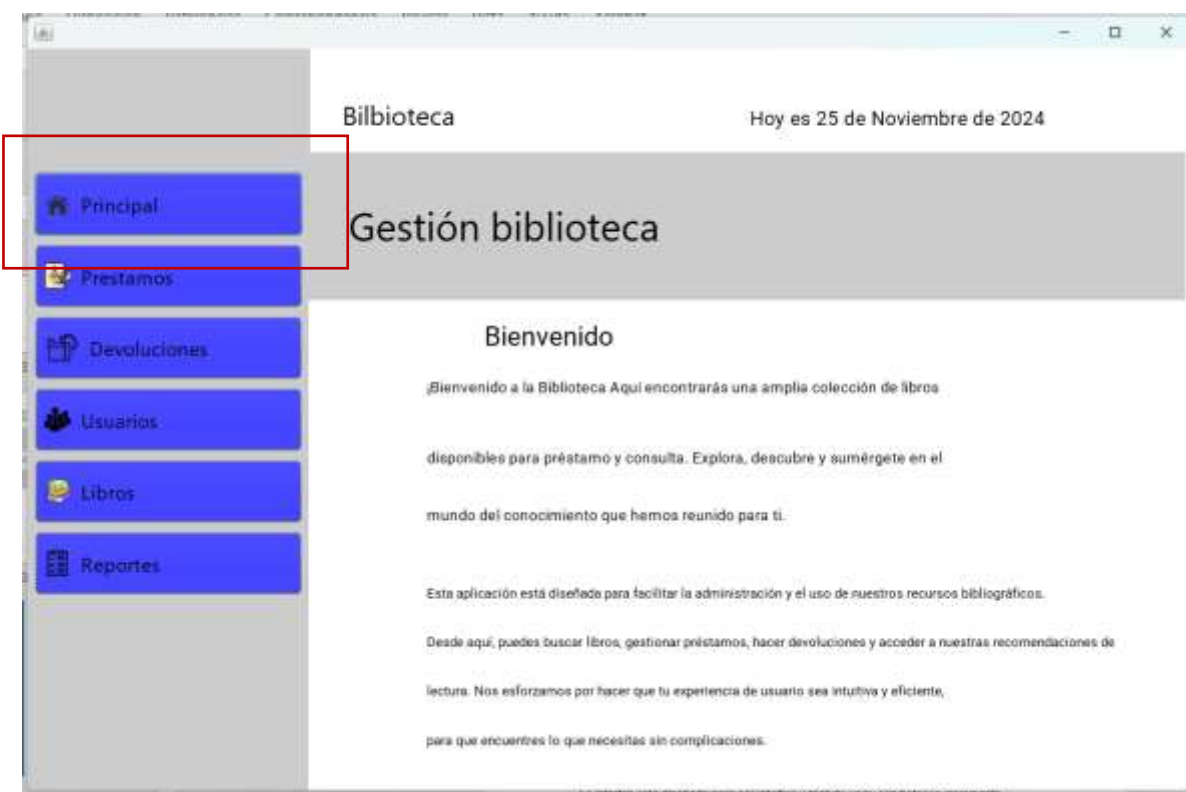 Bilbioteca
Hoy es 25 de Noviembre de 2024
Principal
Prestamos
Devoluciones
Usuarios
Libros
Reportes
Gestión biblioteca
Bienvenido
¡Bienvenido a la Biblioteca Aquí encontrarás una amplia colección de libros
disponibles para préstamo y consulta. Explora, descubre y sumérgete en el
mundo del conocimiento que hemos reunido para ti.
Esta aplicación está diseñada para facilitar la administración y el uso de nuestros recursos bibliográficos.
Desde aquí, puedes buscar libros, gestionar préstamos, hacer devoluciones y acceder a nuestras recomendaciones de
lectura. Nos esforzamos por hacer que tu experiencia de usuario sea intuitiva y eficiente,
para que encuentres lo que necesitas sin complicaciones.